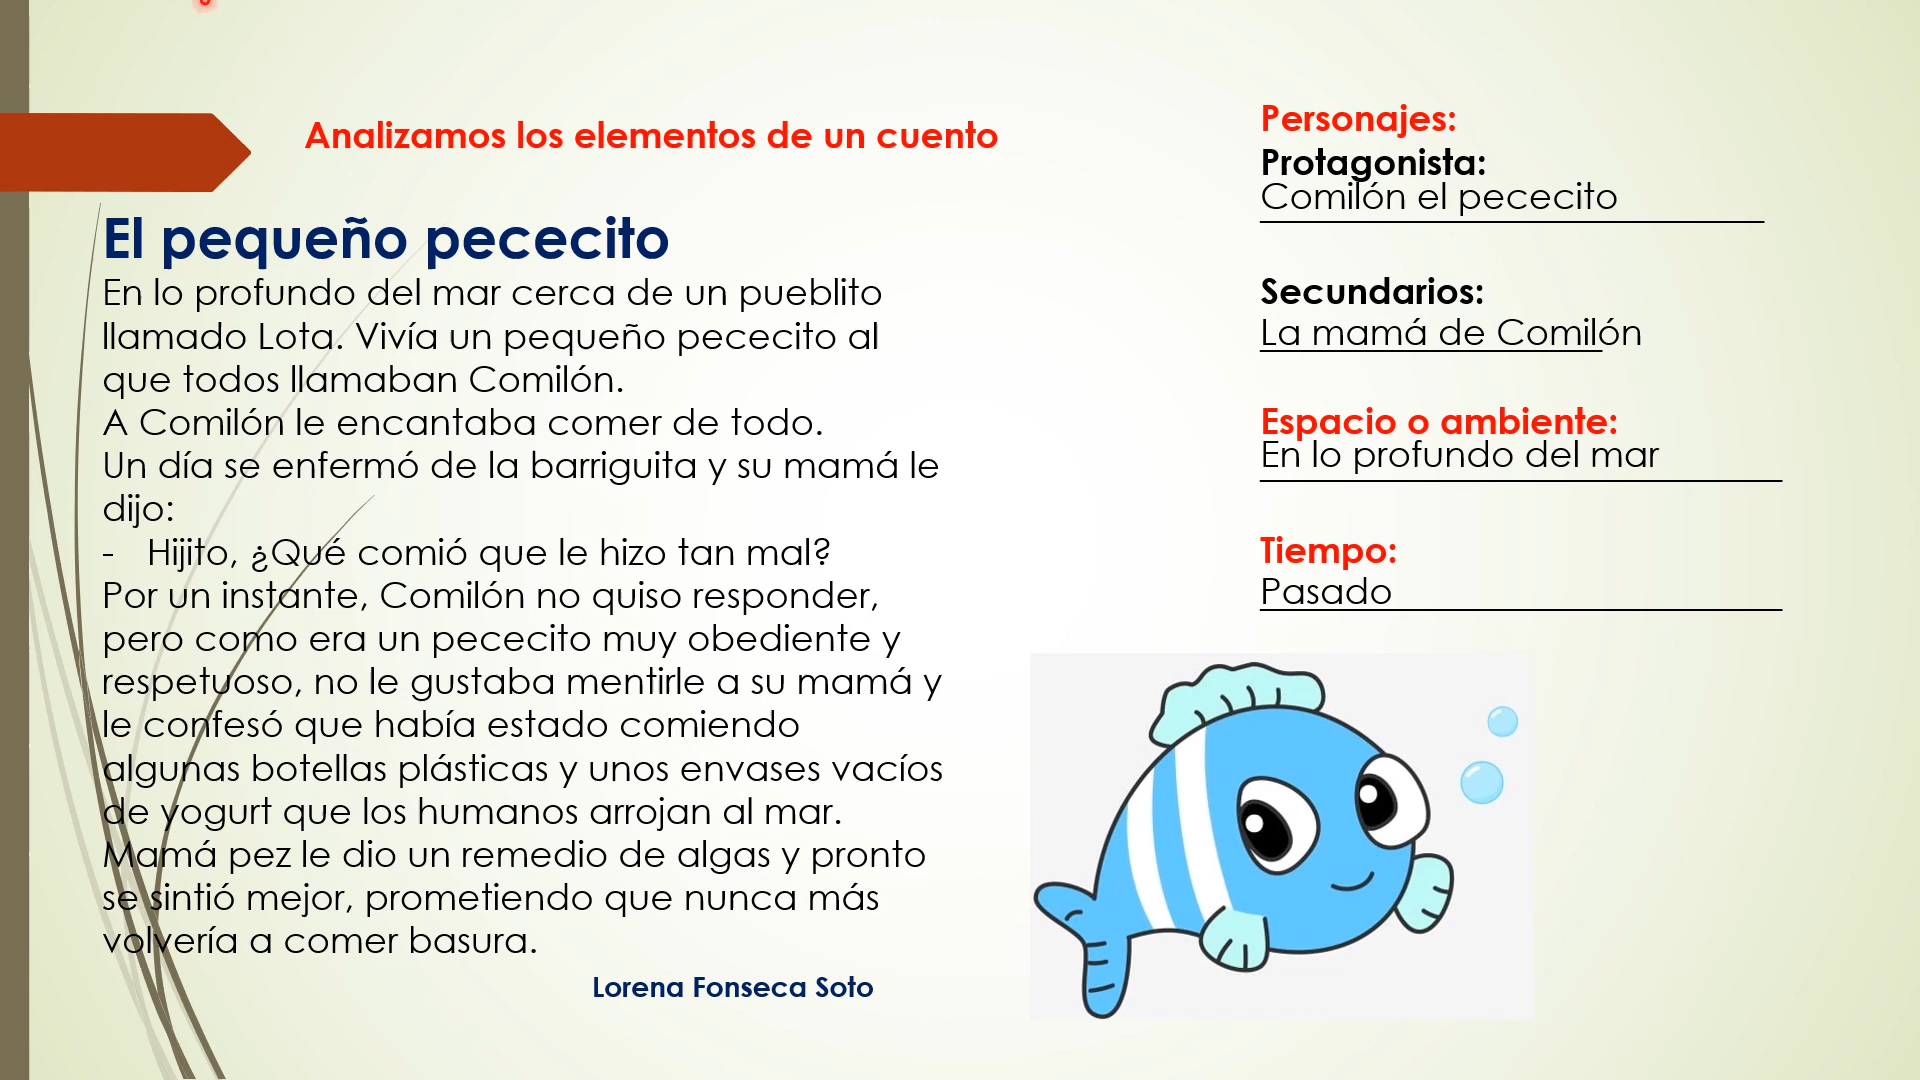 Analizamos los elementos de un cuento
El pequeño pececito
En lo profundo del mar cerca de un pueblito
llamado Lota. Vivía un pequeño pececito al
que todos llamaban Comilón.
A Comilón le encantaba comer de todo.
Un día se enfermó de la barriguita y su mamá le
dijo:
- Hijito, ¿Qué comió que le hizo tan mal?
Por un instante, Comilón no quiso responder,
pero como era un pececito muy obediente y
respetuoso, no le gustaba mentirle a su mamá y
le confesó que había estado comiendo
algunas botellas plásticas y unos envases vacíos
de yogurt que los humanos arrojan al mar.
Mamá pez le dio un remedio de algas y pronto
se sintió mejor, prometiendo que nunca más
volvería a comer basura.
Lorena Fonseca Soto
Personajes:
Protagonista:
Comilón el pececito
Secundarios:
La mamá de Comilón
Espacio o ambiente:
En lo profundo del mar
Tiempo:
Pasado